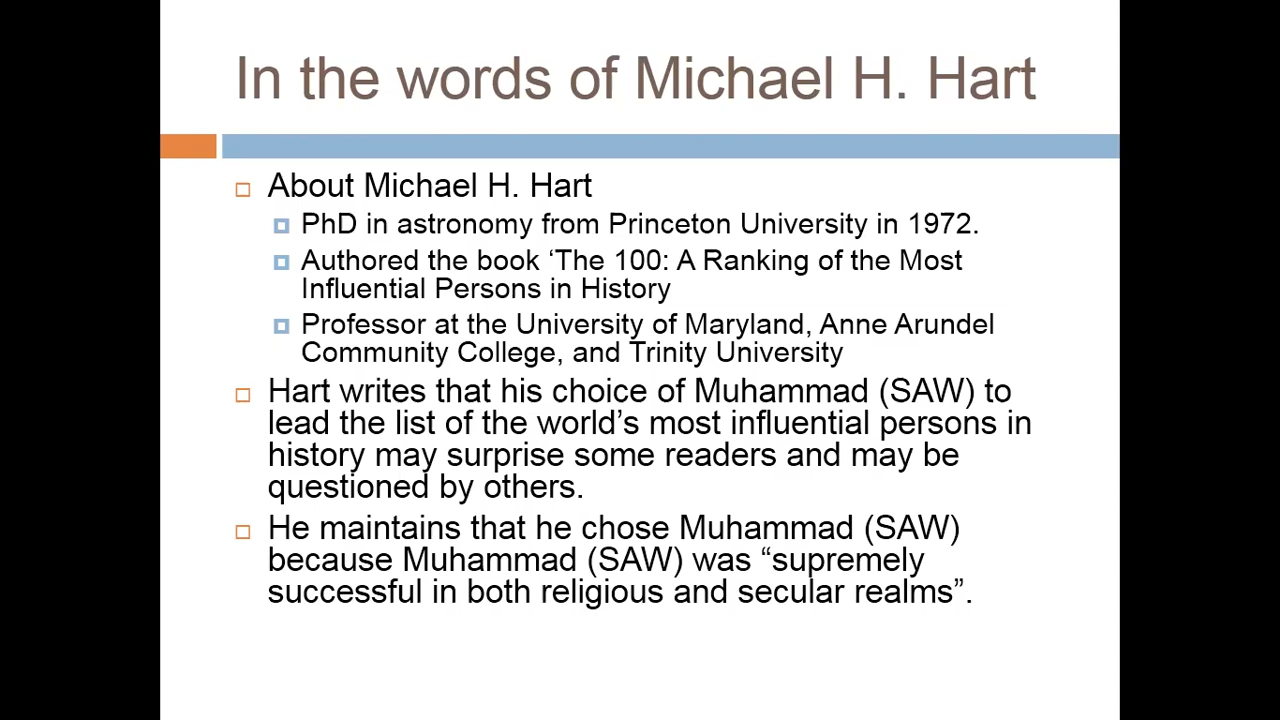 In the words of Michael H. Hart
About Michael H. Hart
PhD in astronomy from Princeton University in 1972.
Authored the book ‘The 100: A Ranking of the Most
Influential Persons in History
Professor at the University of Maryland, Anne Arundel
Community College, and Trinity University
Hart writes that his choice of Muhammad (SAW) to
lead the list of the world’s most influential persons in
history may surprise some readers and may be
questioned by others.
He maintains that he chose Muhammad (SAW)
because Muhammad (SAW) was “supremely
successful in both religious and secular realms”.